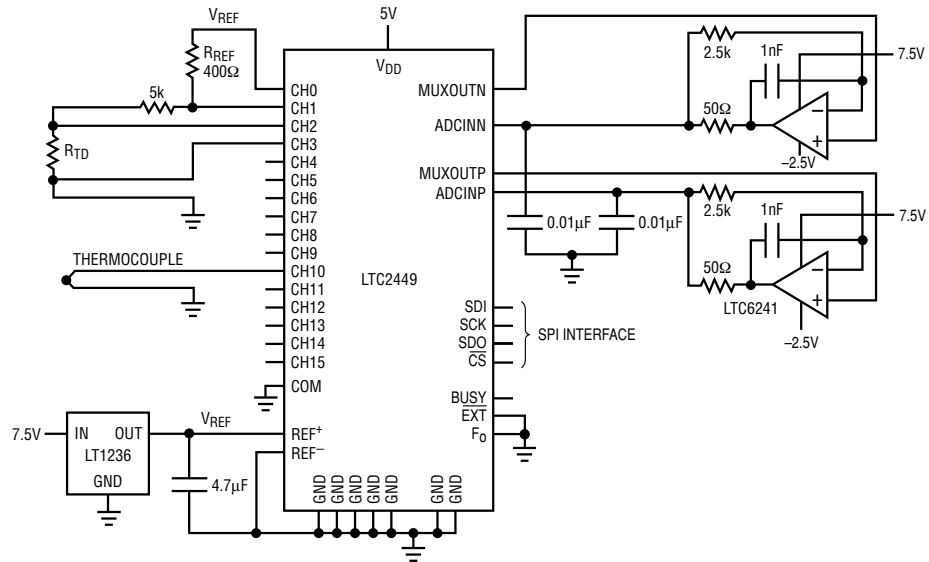 5V
VREF
RREF
400Ω
5k
RTD
THERMOCOUPLE
VDD
CH0
CH1
CH2
CH3
CH4
CH5
CH6
CH7
CH8
CH9
CH10
CH11
CH12
CH13
CH14
CH15
COM
REF+
REF−
LTC2449
MUXOUTN
ADCINN
MUXOUTP
ADCINP
SDI
SCK
SDO
CS
SPI INTERFACE
BUSY
EXT
Fo
GND
GND
GND
GND
GND
GND
GND
7.5V
IN
OUT
LT1236
GND
VREF
4.7µF
2.5k
1nF
50Ω
−
+
7.5V
−2.5V
0.01µF
0.01µF
2.5k
1nF
50Ω
−
+
LTC6241
7.5V
−2.5V